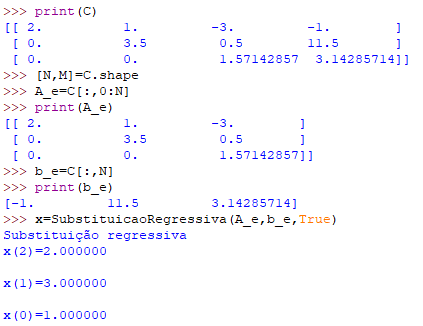 >>> print(C)
[[ 2.          1.         -3.         -1.        ]
 [ 0.          3.5         0.5        11.5       ]
 [ 0.          0.          1.57142857  3.14285714]]
>>> [N,M]=C.shape
>>> A_e=C[:,0:N]
>>> print(A_e)
[[ 2.          1.         -3.        ]
 [ 0.          3.5         0.5       ]
 [ 0.          0.          1.57142857]]
>>> b_e=C[:,N]
>>> print(b_e)
[-1.         11.5         3.14285714]
>>> x=SubstituicaoRegressiva(A_e,b_e,True)
Substituição regressiva
x(2)=2.000000
x(1)=3.000000
x(0)=1.000000